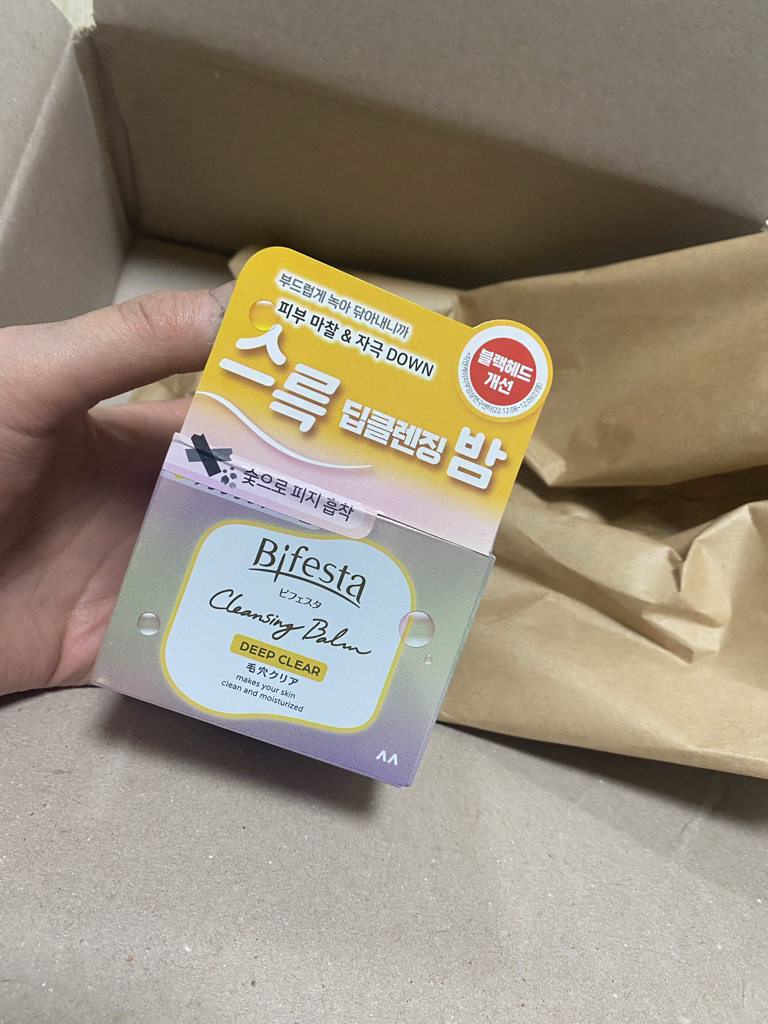 부드럽게 녹아 닦아내니까
피부 마찰 & 자극 DOWN
스륵 딥클렌징 밤
블랙헤드
개선
숯으로 피지 흡착
Bifesta
ビフェスタ
Cleansing Balm
DEEP CLEAR
毛穴クリア
makes your skin
clean and moisturized